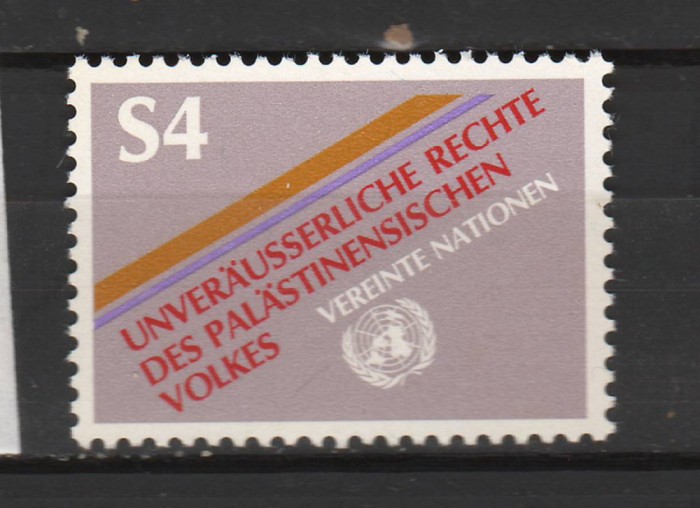 S4
UNVERÄUSSERLICHE RECHTE
DES PALÄSTINENSISCHEN
VOLKES
VEREINTE NATIONEN